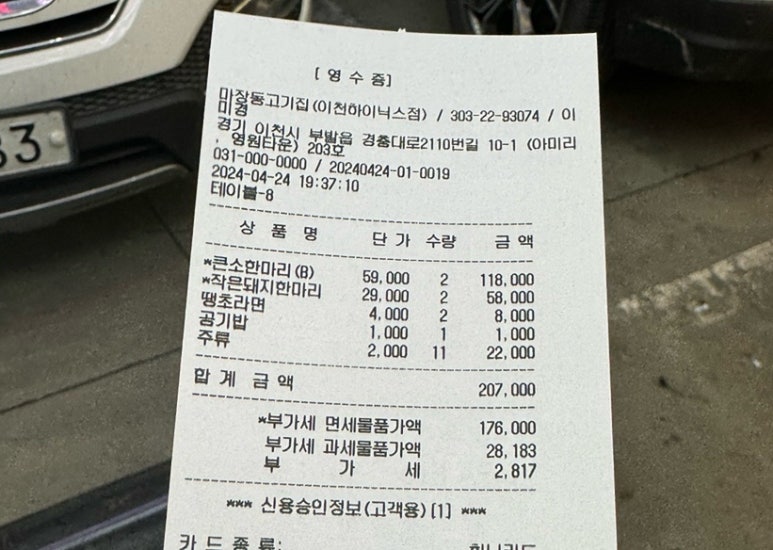 33
[ 영 수 증]
마장동고기집(이천하이닉스점) / 303-22-93074 / 이
미경
경기 이천시 부발읍 경충대로2110번길 10-1 (아미리
, 영원타운) 203호
031-000-0000 / 20240424-01-0019
2024-04-24 19:37:10
테이블-8
상 품 명 단 가 수량 금 액
*큰소한마리(B) 59,000 2 118,000
*작은돼지한마리 29,000 2 58,000
땡초라면 4,000 2 8,000
공기밥 1,000 1 1,000
주류 2,000 11 22,000
합 계 금 액 207,000
*부가세 면세물품가액 176,000
부가세 과세물품가액 28,183
부 가 세 2,817
*** 신용승인정보(고객용)[1] ***
카 드 종 류: